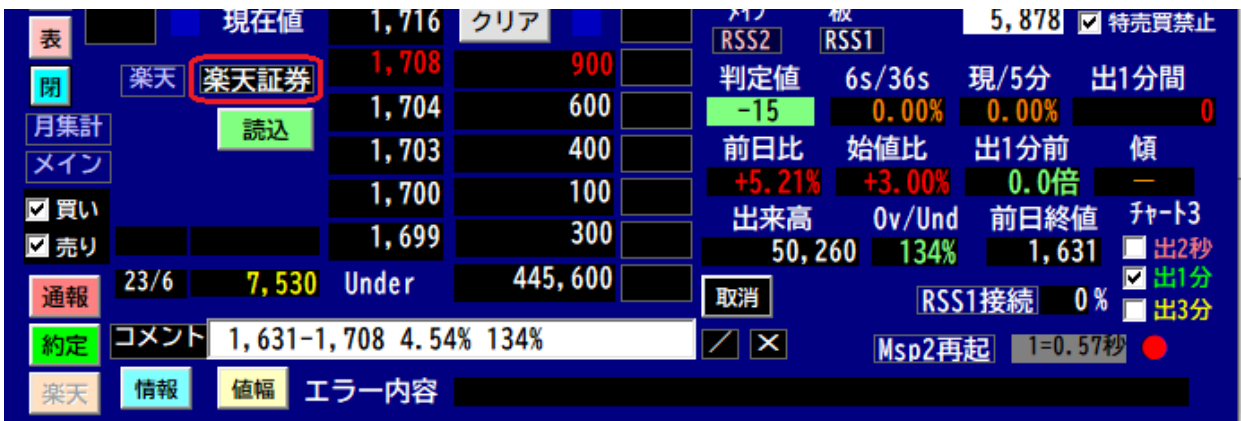 表 現在値 1,716 クリア メイン 板 5,878 特売買禁止
RSS2 RSS1
閉 楽天 楽天証券 1,708 900 判定値 6s/36s 現/5分 出1分間
1,704 600 -15 0.00% 0.00% 0
月集計 読込
メイン 1,703 400 前日比 始値比 出1分前 傾
買い 1,700 100 +5.21% +3.00% 0.0倍 ー
売り 1,699 300 出来高 Ov/Und 前日終値 チャート3
50,260 134% 1,631 出2秒
通報 23/6 7,530 Under 445,600 取消 RSS1接続 0% 出1分
出3分
約定 コメント 1,631-1,708 4.54% 134% / × Msp2再起 1=0.57秒
楽天 情報 値幅 エラー内容